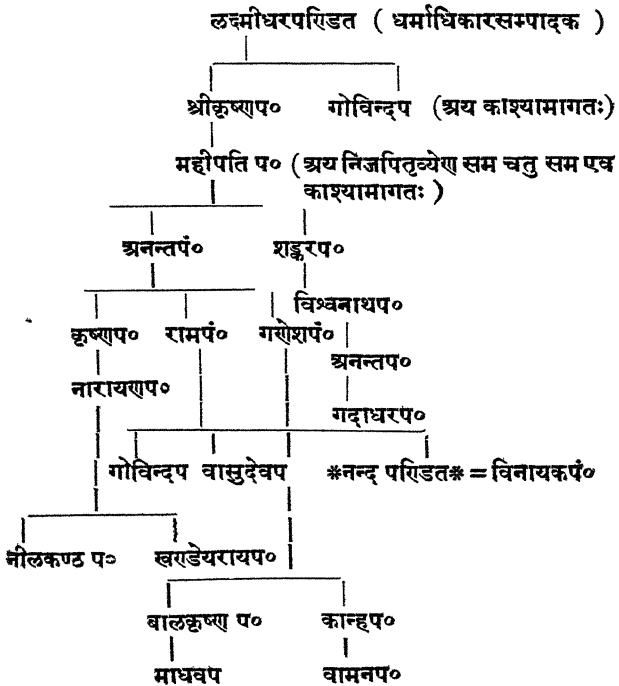 लक्ष्मीधरपण्डित ( धर्माधिकारसम्पादक )
श्रीकृष्णप० गोविन्दप (अय काश्यामागतः)
महीपति प० (अय निजपितृव्येण सम चतु सम एव
काश्यामागतः)
अनन्तपं० शङ्करप०
विश्वनाथप०
कृष्णप० रामपं० गणेशपं०
अनन्तप०
नारायणप०
गदाधरप०
गोविन्दप वासुदेवप *नन्द पण्डित* = विनायकपं०
नीलकण्ठ प० खण्डेयरायप०
बालकृष्ण प० कान्हप०
माधवप वामनप०